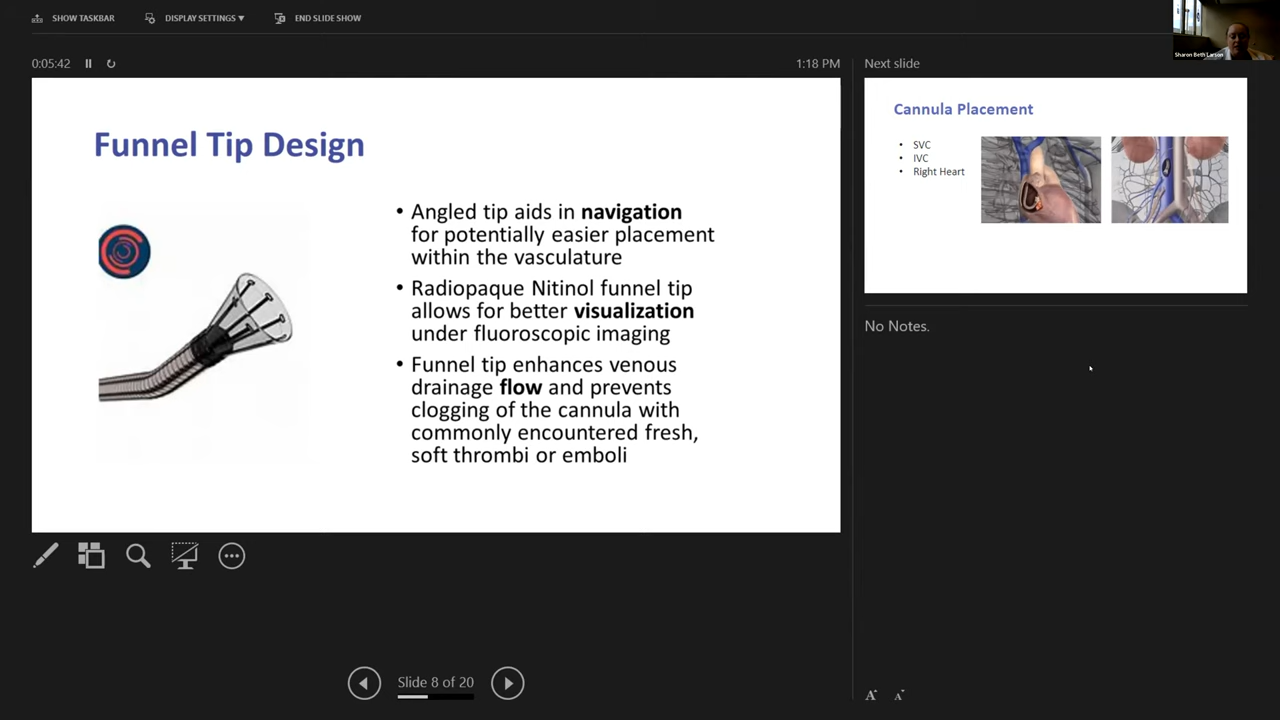 SHOW TASKBAR
DISPLAY SETTINGS ▼
END SLIDE SHOW
Sharon Beth Larson
0:05:42
1:18 PM
Next slide
Funnel Tip Design
• Angled tip aids in navigation
for potentially easier placement
within the vasculature
• Radiopaque Nitinol funnel tip
allows for better visualization
under fluoroscopic imaging
• Funnel tip enhances venous
drainage flow and prevents
clogging of the cannula with
commonly encountered fresh,
soft thrombi or emboli
Cannula Placement
• SVC
• IVC
• Right Heart
No Notes.
Slide 8 of 20
A
A